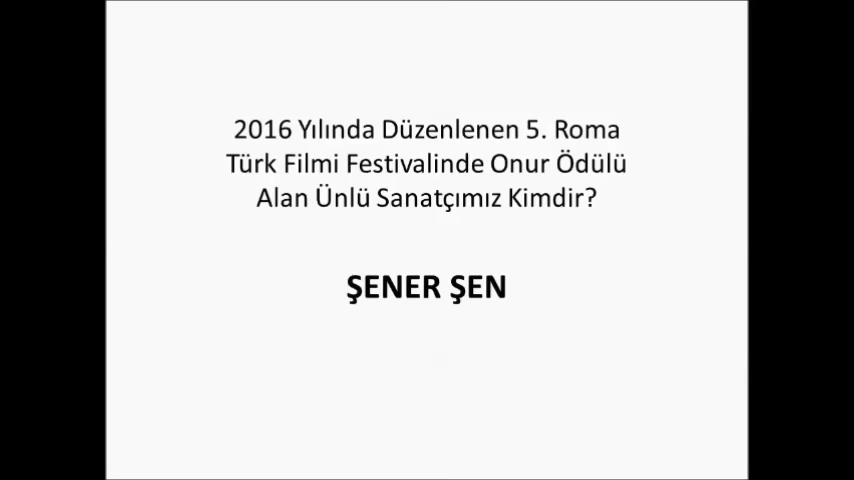 2016 Yılında Düzenlenen 5. Roma
Türk Filmi Festivalinde Onur Ödülü
Alan Ünlü Sanatçımız Kimdir?
ŞENER ŞEN